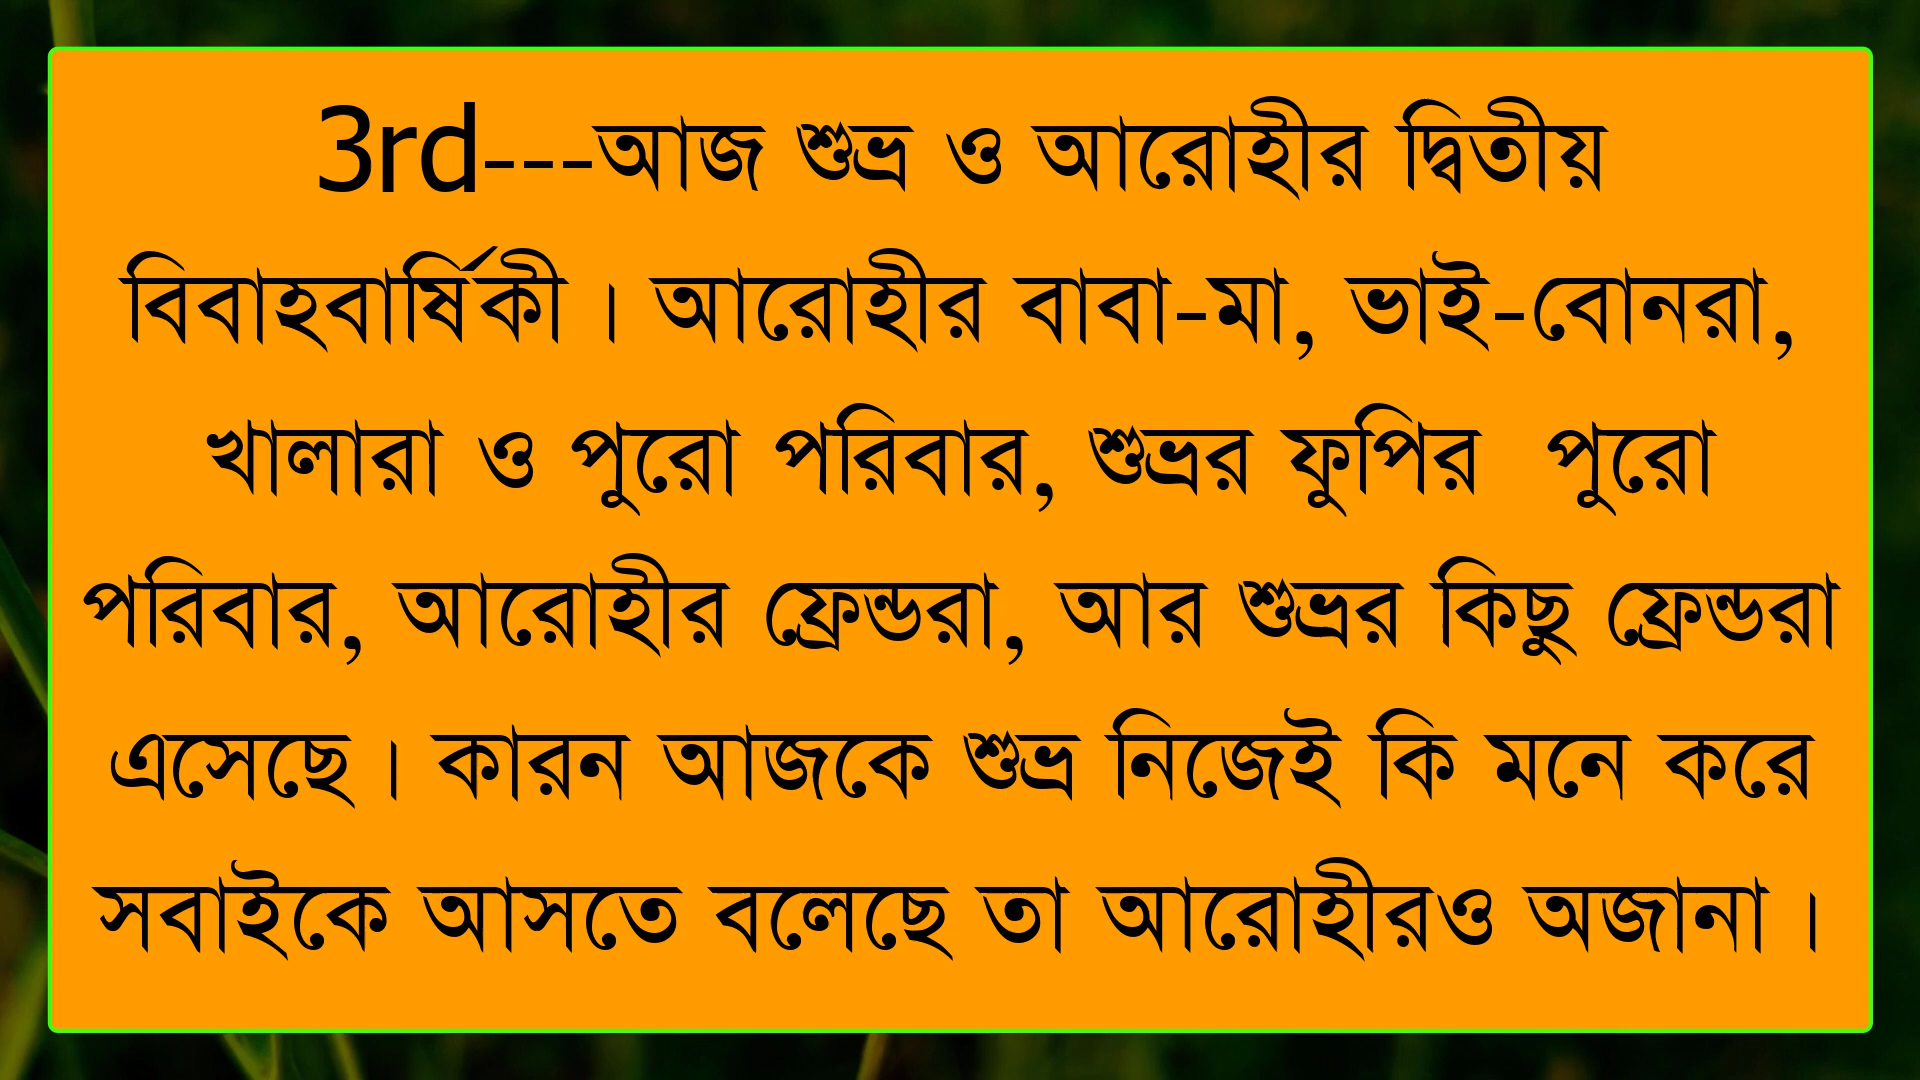 3rd---আজ শুভ্র ও আরোহীর দ্বিতীয়
বিবাহবার্ষিকী। আরোহীর বাবা-মা, ভাই-বোনরা,
খালারা ও পুরো পরিবার, শুভ্রর ফুপির  পুরো
পরিবার, আরোহীর ফ্রেন্ডরা, আর শুভ্রর কিছু ফ্রেন্ডরা
এসেছে। কারন আজকে শুভ্র নিজেই কি মনে করে
সবাইকে আসতে বলেছে তা আরোহীরও অজানা।